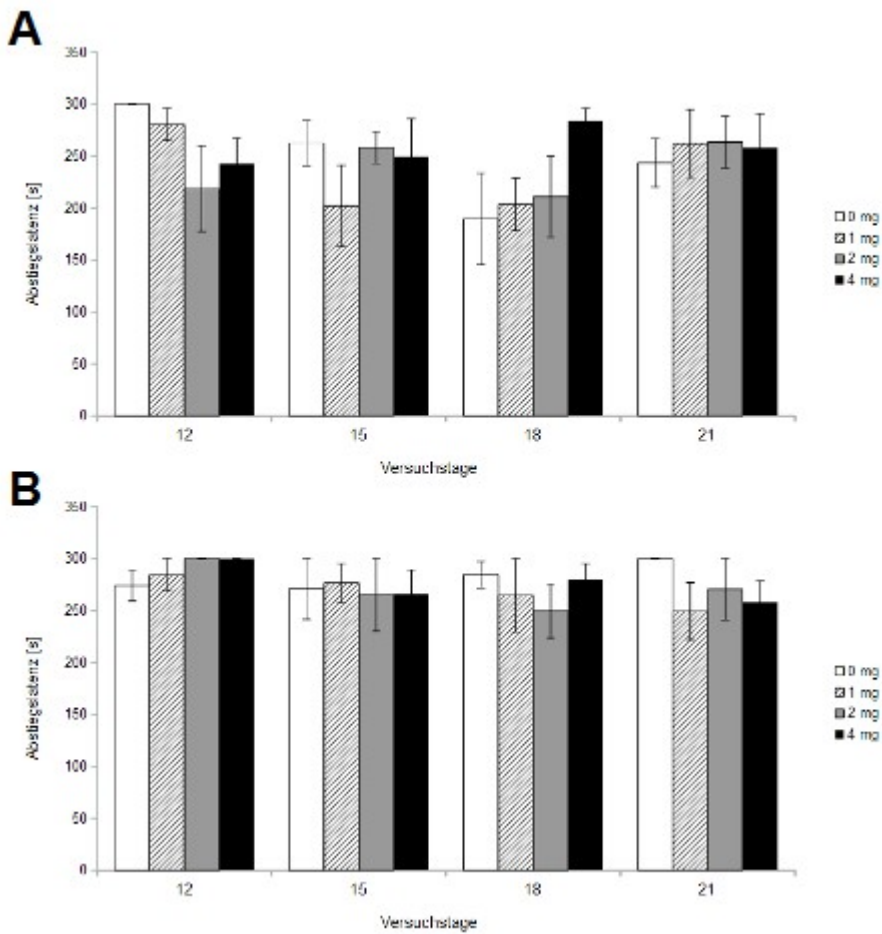 A
350
300
250
200
150
100
50
0
Abstiegslatenz [s]
12 15 18 21
Versuchstage
0 mg
1 mg
2 mg
4 mg
B
350
300
250
200
150
100
50
0
Abstiegslatenz [s]
12 15 18 21
Versuchstage
0 mg
1 mg
2 mg
4 mg